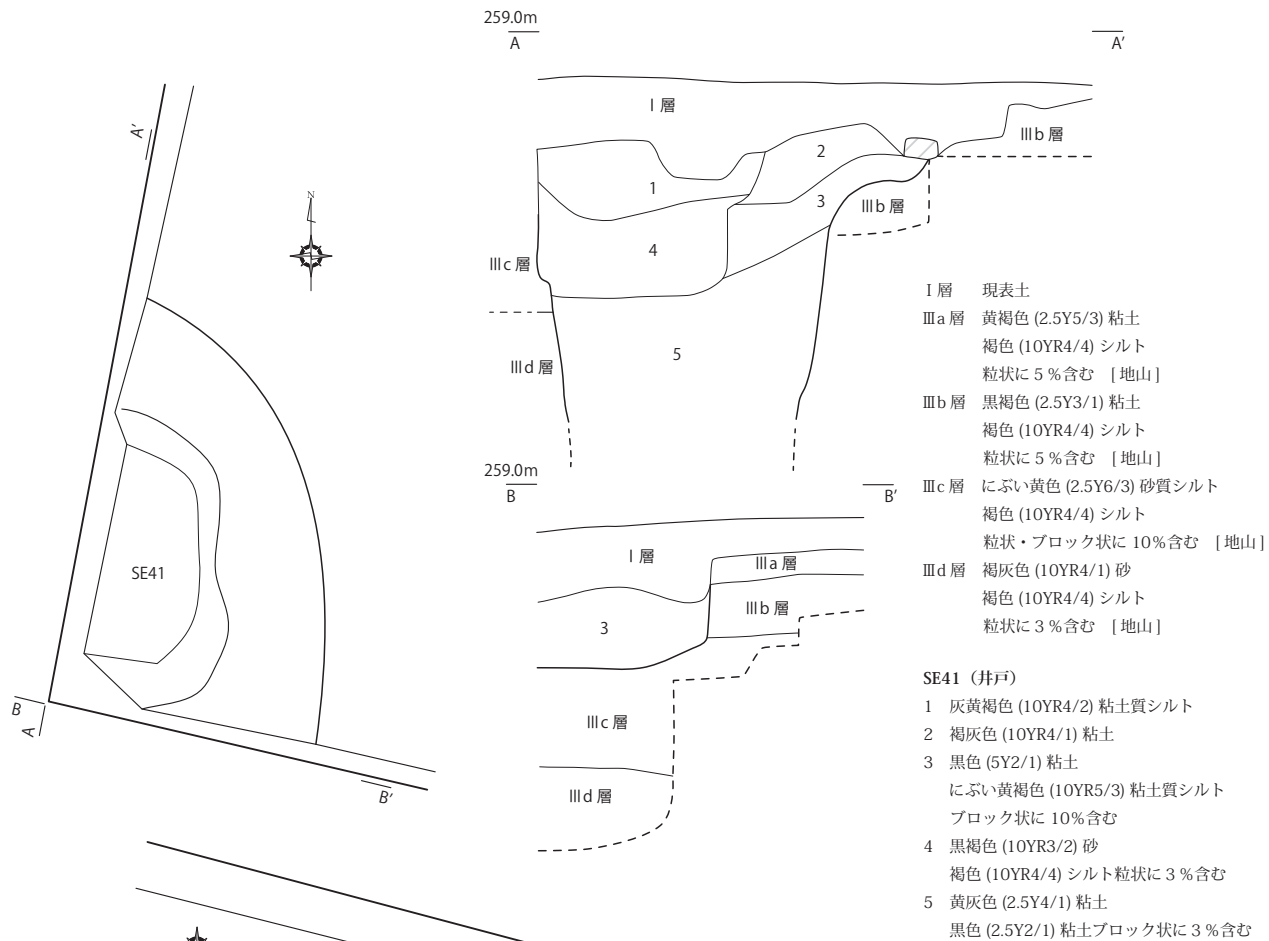 259.0m
A
A'
Ⅰ層
Ⅲb層
2
1
3
Ⅲb層
4
Ⅲc層
5
Ⅲd層
A'
N
SE41
B
A
B'
259.0m
B
B'
Ⅰ層
Ⅲa層
Ⅲb層
3
Ⅲc層
Ⅲd層
Ⅰ層 現表土
Ⅲa層 黄褐色 (2.5Y5/3) 粘土
褐色 (10YR4/4) シルト
粒状に5%含む [地山]
Ⅲb層 黒褐色 (2.5Y3/1) 粘土
褐色 (10YR4/4) シルト
粒状に5%含む [地山]
Ⅲc層 にぶい黄色 (2.5Y6/3) 砂質シルト
褐色 (10YR4/4) シルト
粒状・ブロック状に10%含む [地山]
Ⅲd層 褐灰色 (10YR4/1) 砂
褐色 (10YR4/4) シルト
粒状に3%含む [地山]
SE41(井戸)
1 灰黄褐色 (10YR4/2) 粘土質シルト
2 褐灰色 (10YR4/1) 粘土
3 黒色 (5Y2/1) 粘土
にぶい黄褐色 (10YR5/3) 粘土質シルト
ブロック状に10%含む
4 黒褐色 (10YR3/2) 砂
褐色 (10YR4/4) シルト粒状に3%含む
5 黄灰色 (2.5Y4/1) 粘土
黒色 (2.5Y2/1) 粘土ブロック状に3%含む